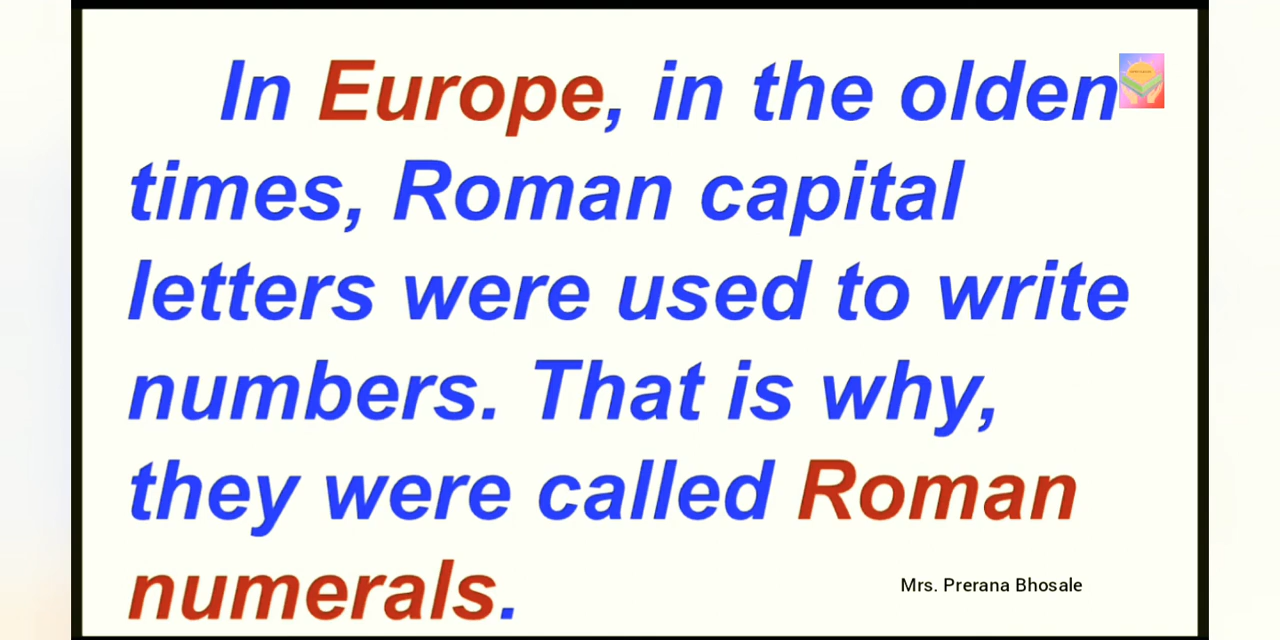 In Europe, in the olden
times, Roman capital
letters were used to write
numbers. That is why,
they were called Roman
numerals.
Mrs. Prerana Bhosale